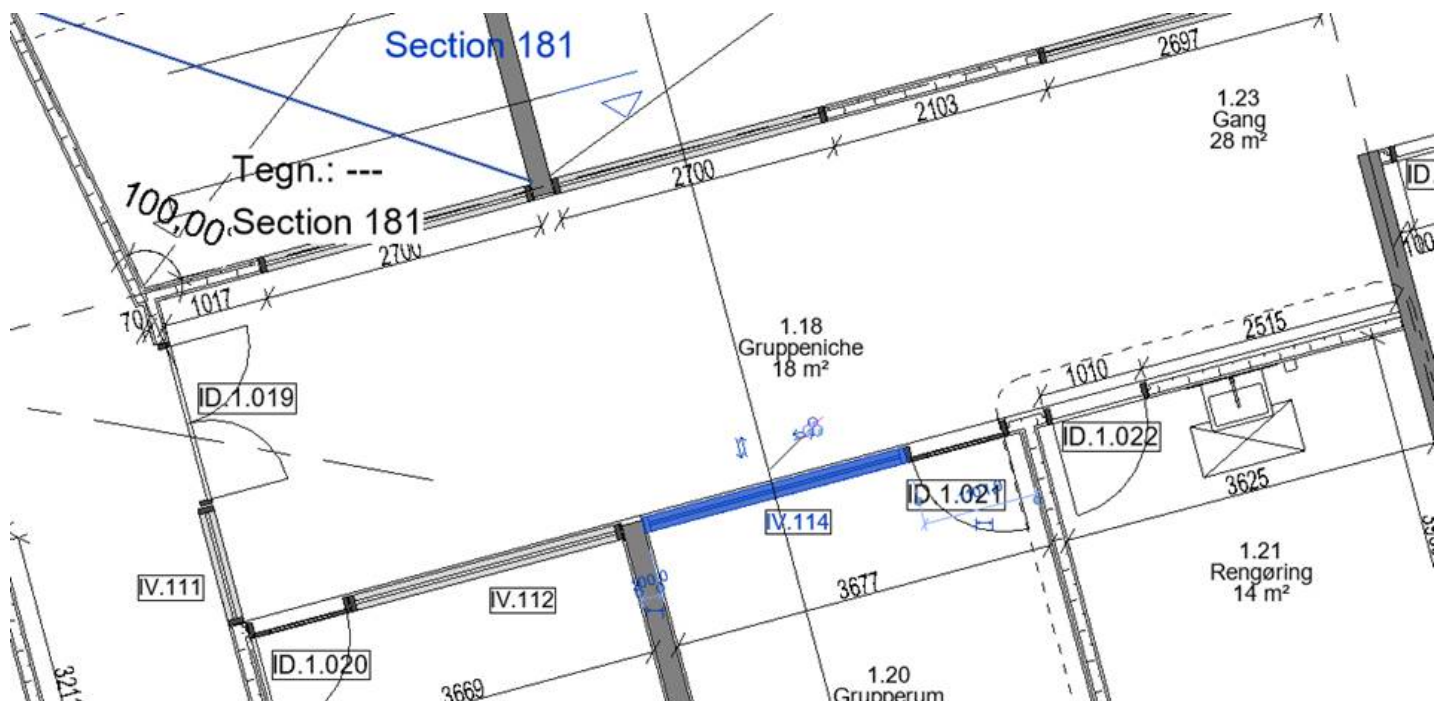 Section 181
2697
2103
1.23
Gang
28 m²
Tegn.: ---
2700
100,00
Section 181
2700
1017
70
1.18
Gruppeniche
18 m²
2515
1010
ID.1.019
ID.1.022
ID.1.021
3625
IV.114
1.21
Rengøring
14 m²
IV.111
IV.112
3677
ID.1.020
1.20
Grupperum
3669